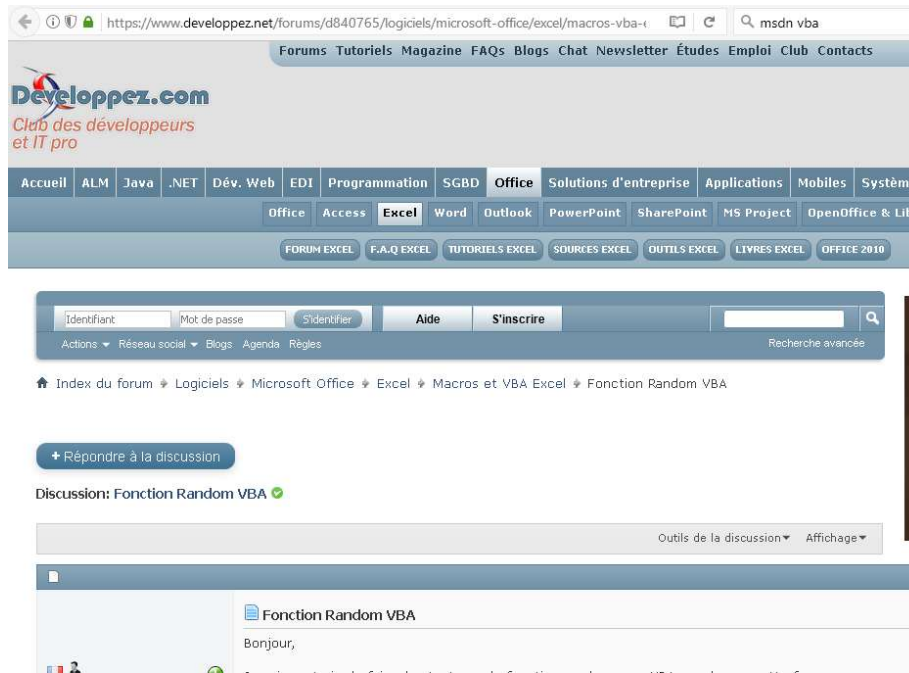 https://www.developpez.net/forums/d840765/logiciels/microsoft-office/excel/macros-vba-e
msdn vba
Forums Tutoriels Magazine FAQs Blogs Chat Newsletter Études Emploi Club Contacts
Developpez.com
Club des développeurs
et IT pro
Accueil ALM Java .NET Dév. Web EDI Programmation SGBD Office Solutions d'entreprise Applications Mobiles Systèm
Office Access Excel Word Outlook PowerPoint SharePoint MS Project OpenOffice & Li
FORUM EXCEL F.A.Q EXCEL TUTORIELS EXCEL SOURCES EXCEL OUTILS EXCEL LIVRES EXCEL OFFICE 2010
Identifiant Mot de passe S'identifier Aide S'inscrire
Actions Réseau social Blogs Agenda Règles Recherche avancée
Index du forum Logiciels Microsoft Office Excel Macros et VBA Excel Fonction Random VBA
+ Répondre à la discussion
Discussion: Fonction Random VBA
Outils de la discussion Affichage
Fonction Random VBA
Bonjour,